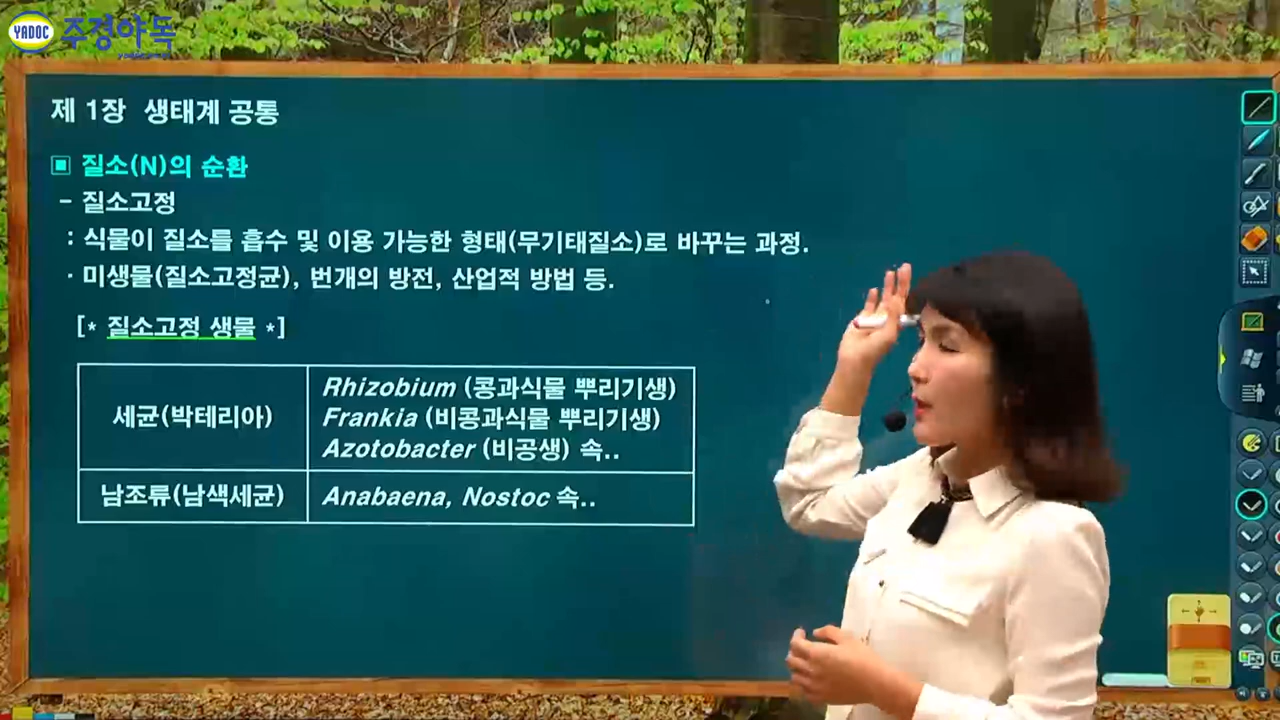 YADOC 주경야독
제 1장 생태계 공통
▣ 질소(N)의 순환
- 질소고정
: 식물이 질소를 흡수 및 이용 가능한 형태(무기태질소)로 바꾸는 과정.
· 미생물(질소고정균), 번개의 방전, 산업적 방법 등.
[* 질소고정 생물 *]
세균(박테리아)
Rhizobium (콩과식물 뿌리기생)
Frankia (비콩과식물 뿌리기생)
Azotobacter (비공생) 속..
남조류(남색세균)
Anabaena, Nostoc 속..